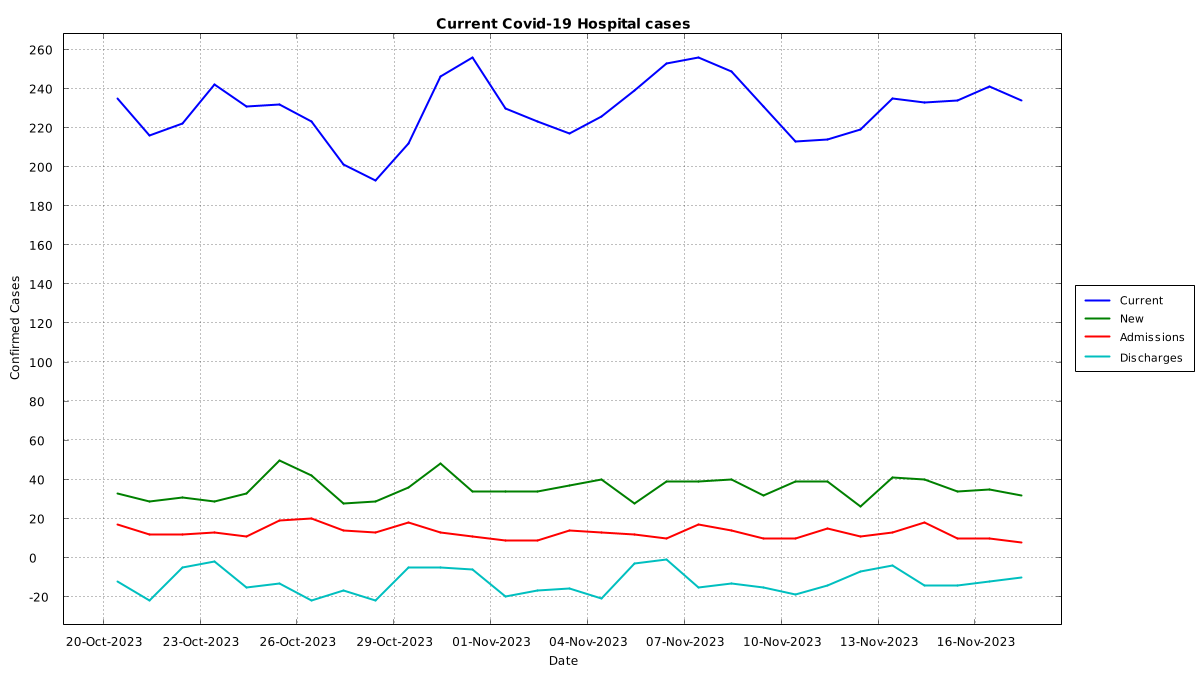 Current Covid-19 Hospital cases
260
240
220
200
180
160
140
120
100
80
60
40
20
0
-20
Confirmed Cases
20-Oct-2023 23-Oct-2023 26-Oct-2023 29-Oct-2023 01-Nov-2023 04-Nov-2023 07-Nov-2023 10-Nov-2023 13-Nov-2023 16-Nov-2023
Date
Current
New
Admissions
Discharges